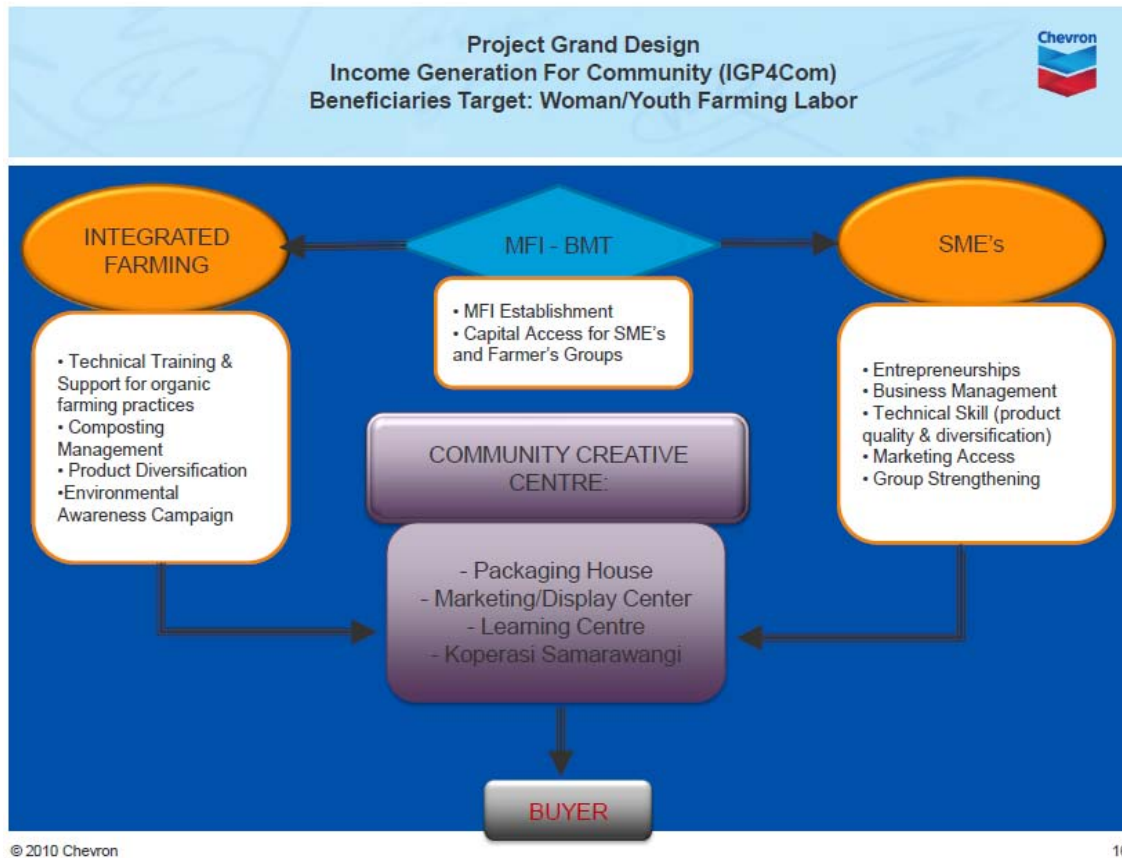 Project Grand Design
Income Generation For Community (IGP4Com)
Beneficiaries Target: Woman/Youth Farming Labor
Chevron
INTEGRATED
FARMING
MFI - BMT
SME's
• MFI Establishment
• Capital Access for SME's
and Farmer's Groups
• Technical Training &
Support for organic
farming practices
• Composting
Management
• Product Diversification
•Environmental
Awareness Campaign
• Entrepreneurships
• Business Management
• Technical Skill (product
quality & diversification)
• Marketing Access
• Group Strengthening
COMMUNITY CREATIVE
CENTRE:
- Packaging House
- Marketing/Display Center
- Learning Centre
- Koperasi Samarawangi
BUYER
© 2010 Chevron